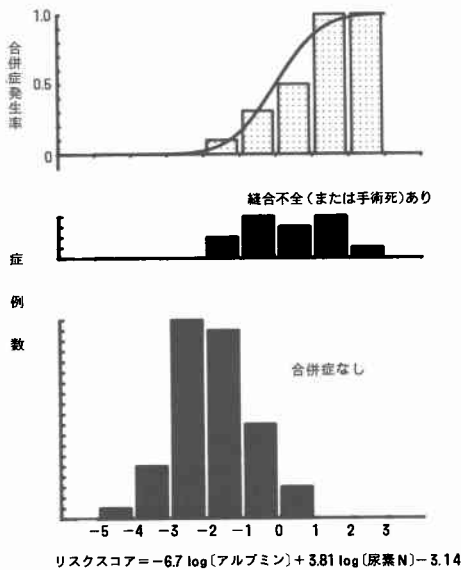 合併症発生率
1.0
0.5
0
縫合不全(または手術死)あり
症例数
合併症なし
-5 -4 -3 -2 -1 0 1 2 3
リスクスコア=-6.7 log〔アルブミン〕+3.81 log〔尿素N〕-3.14